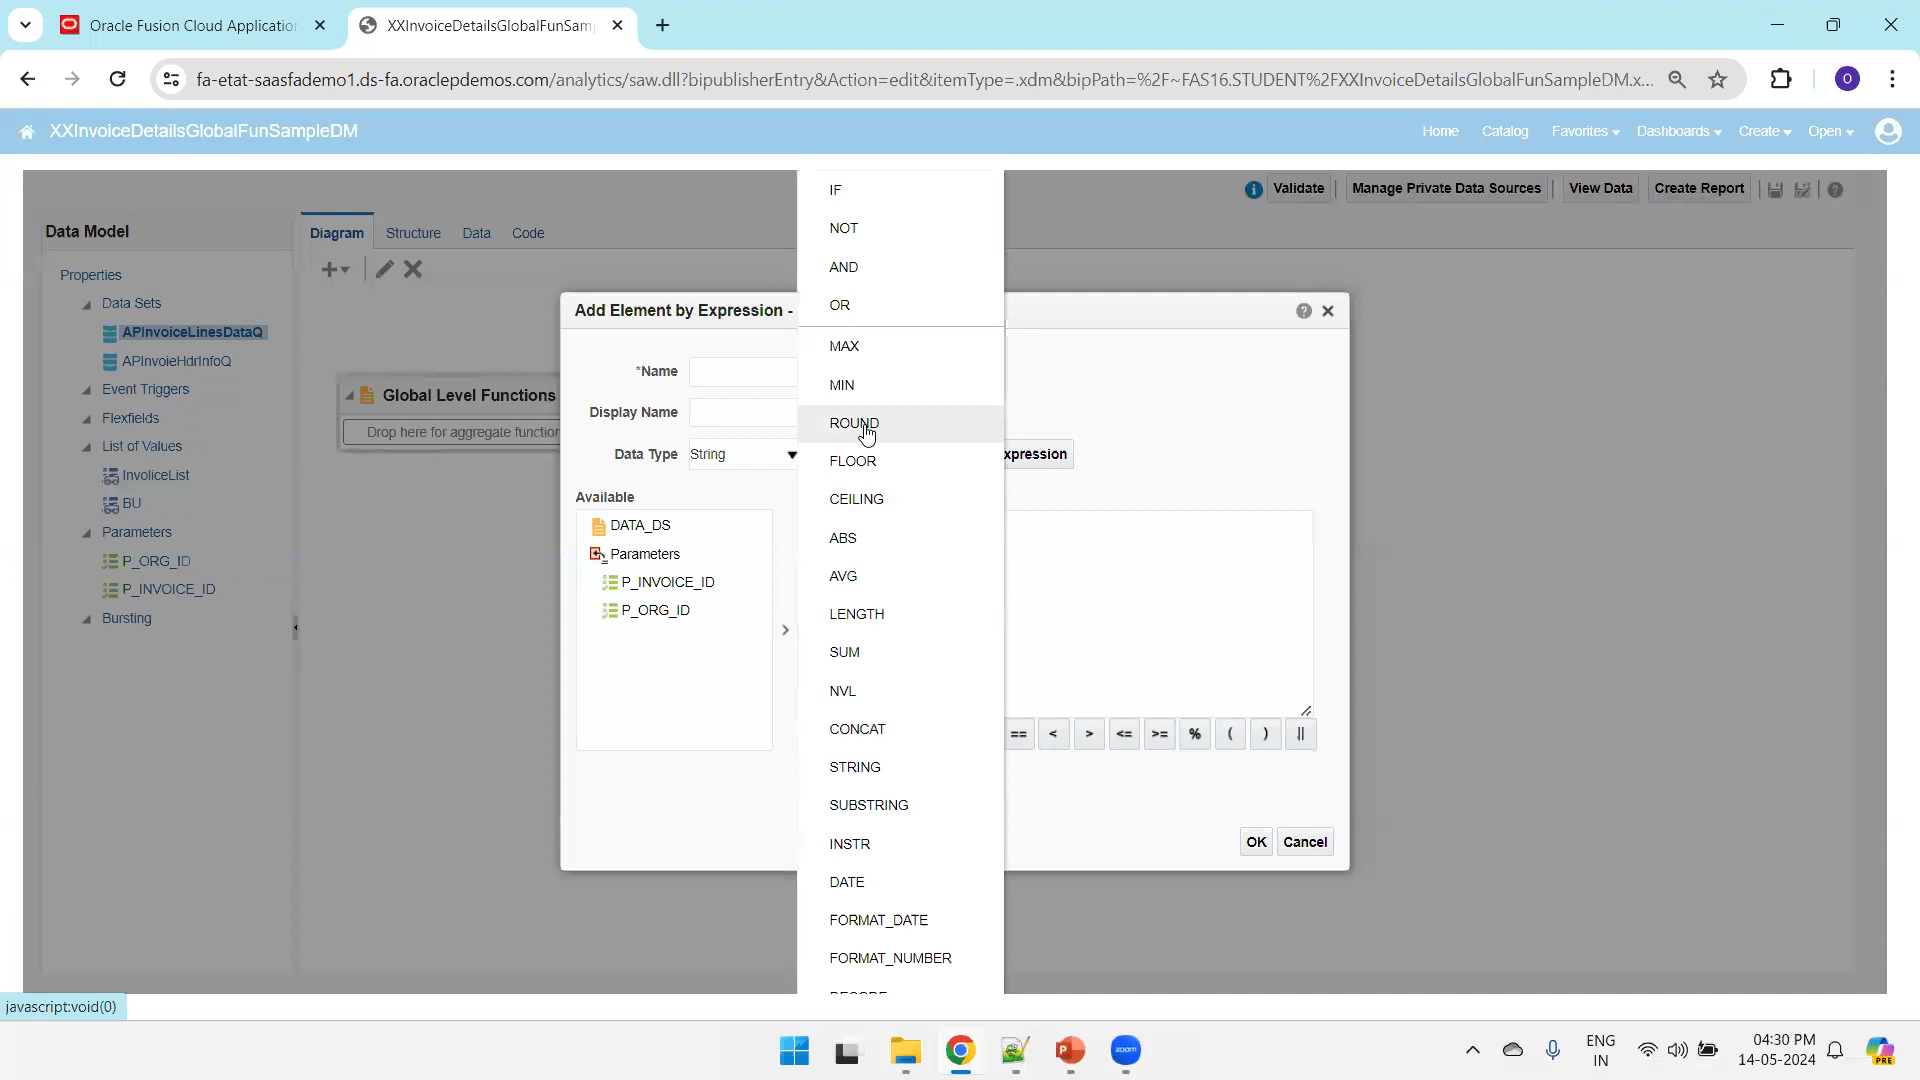 Oracle Fusion Cloud Application
XXInvoiceDetailsGlobalFunSam
fa-etat-saasfademo1.ds-fa.oraclepdemos.com/analytics/saw.dll?bipublisherEntry&Action=edit&itemType=.xdm&bipPath=%2F~FAS16.STUDENT%2FXXInvoiceDetailsGlobalFunSampleDM.x...
O
XXInvoiceDetailsGlobalFunSampleDM
Home Catalog Favorites Dashboards Create Open
Validate Manage Private Data Sources View Data Create Report
Data Model
Diagram Structure Data Code
Properties
Data Sets
APInvoiceLinesDataQ
APInvoieHdrInfoQ
Event Triggers
Flexfields
List of Values
InvoliceList
BU
Parameters
P_ORG_ID
P_INVOICE_ID
Bursting
Global Level Functions
Drop here for aggregate function
Add Element by Expression -
*Name
Display Name
Data Type String
xpression
Available
DATA_DS
Parameters
P_INVOICE_ID
P_ORG_ID
IF
NOT
AND
OR
MAX
MIN
ROUND
FLOOR
CEILING
ABS
AVG
LENGTH
SUM
NVL
CONCAT
STRING
SUBSTRING
INSTR
DATE
FORMAT_DATE
FORMAT_NUMBER
== < > <= >= % ( ) ||
OK Cancel
javascript:void(0)
zoom
ENG
IN
04:30 PM
14-05-2024
PRE